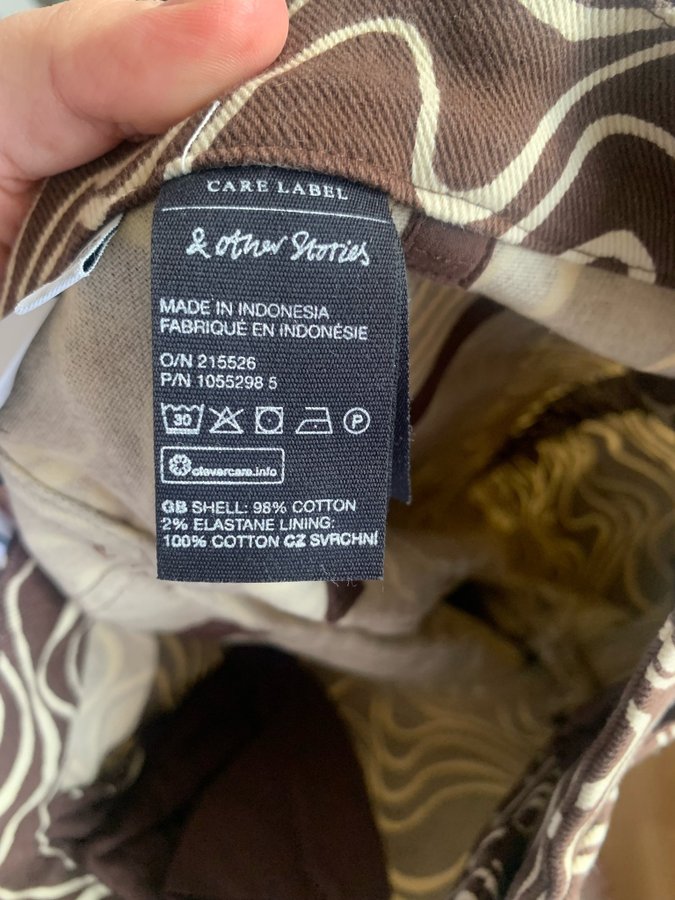 CARE LABEL
& other Stories
MADE IN INDONESIA
FABRIQUÉ EN INDONÉSIE
O/N 215526
P/N 1055298 5
30 P
clevercare.info
GB SHELL: 98% COTTON
2% ELASTANE LINING:
100% COTTON CZ SVRCHNÍ